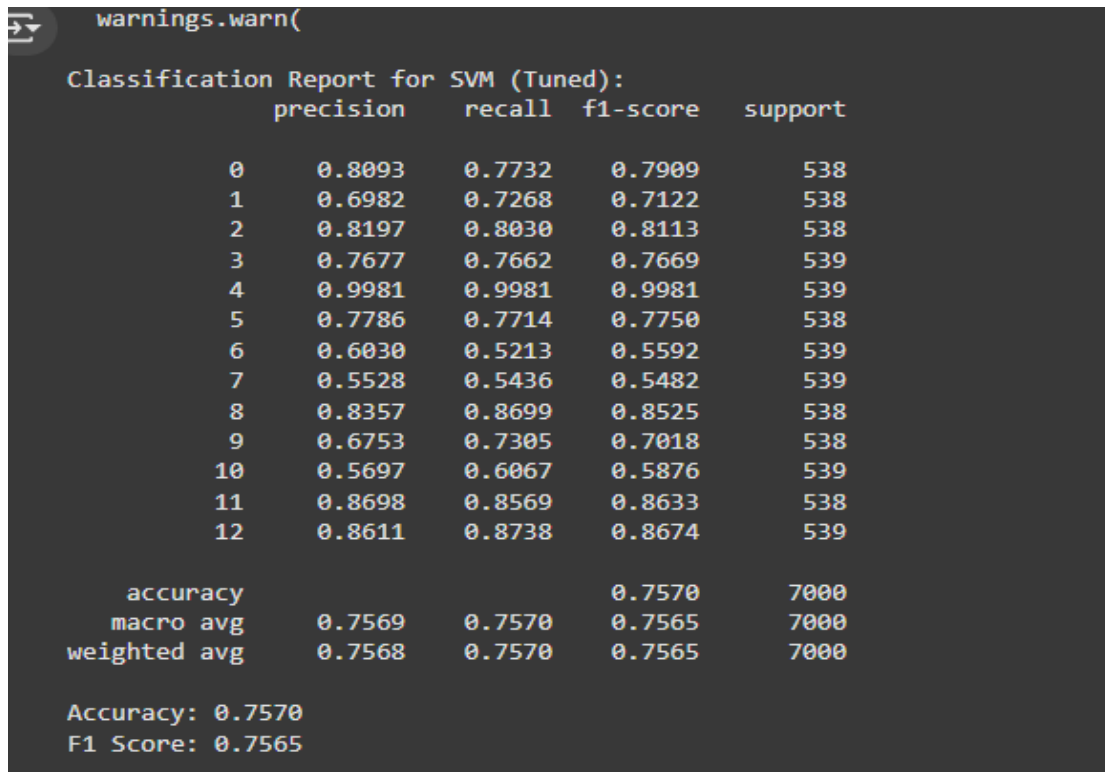 warnings.warn(
Classification Report for SVM (Tuned):
precision recall f1-score support
0 0.8093 0.7732 0.7909 538
1 0.6982 0.7268 0.7122 538
2 0.8197 0.8030 0.8113 538
3 0.7677 0.7662 0.7669 539
4 0.9981 0.9981 0.9981 539
5 0.7786 0.7714 0.7750 538
6 0.6030 0.5213 0.5592 539
7 0.5528 0.5436 0.5482 539
8 0.8357 0.8699 0.8525 538
9 0.6753 0.7305 0.7018 538
10 0.5697 0.6067 0.5876 539
11 0.8698 0.8569 0.8633 538
12 0.8611 0.8738 0.8674 539
accuracy 0.7570 7000
macro avg 0.7569 0.7570 0.7565 7000
weighted avg 0.7568 0.7570 0.7565 7000
Accuracy: 0.7570
F1 Score: 0.7565